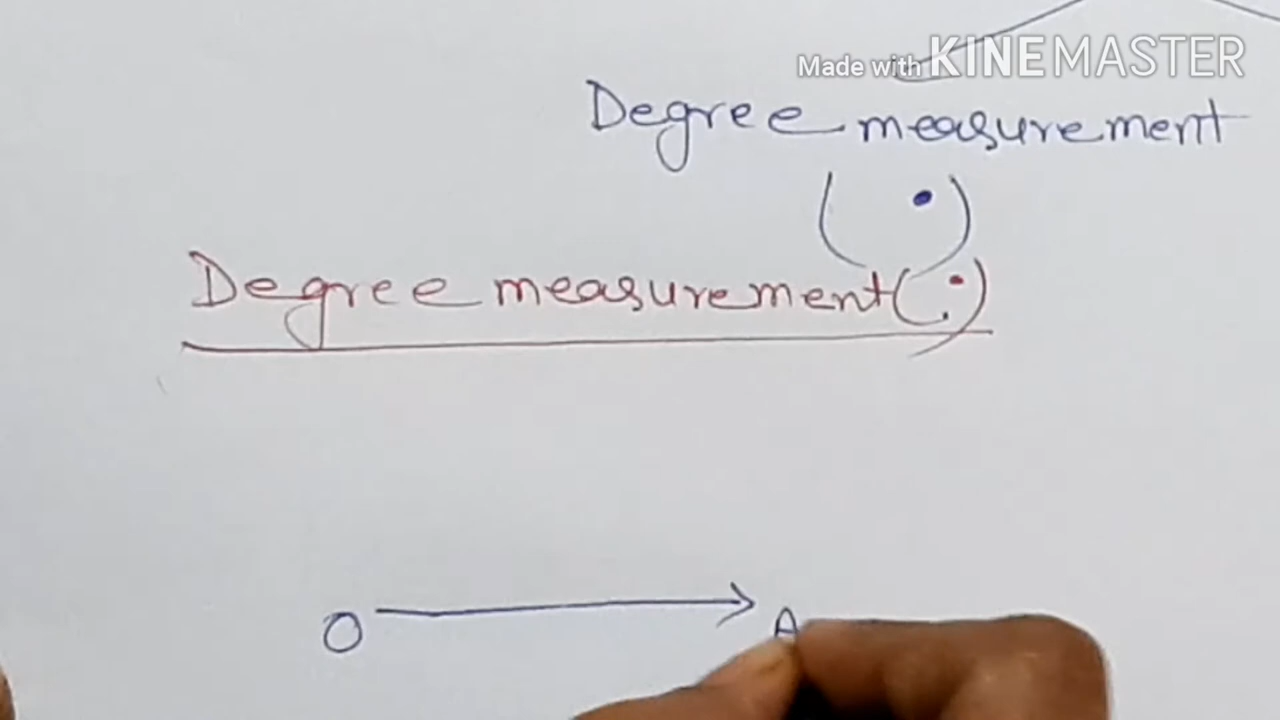 Made with KINEMASTER
Degree measurement
( • )
Degree measurement (•)
O A